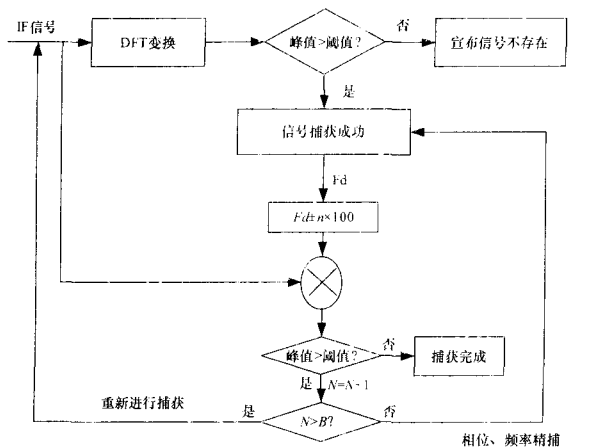 IF信号
DFT变换
峰值>阈值?
否
宣布信号不存在
是
信号捕获成功
Fd
Fd±n×100
峰值>阈值?
否
捕获完成
是
重新进行捕获
是
N>B?
否
相位、频率精捕